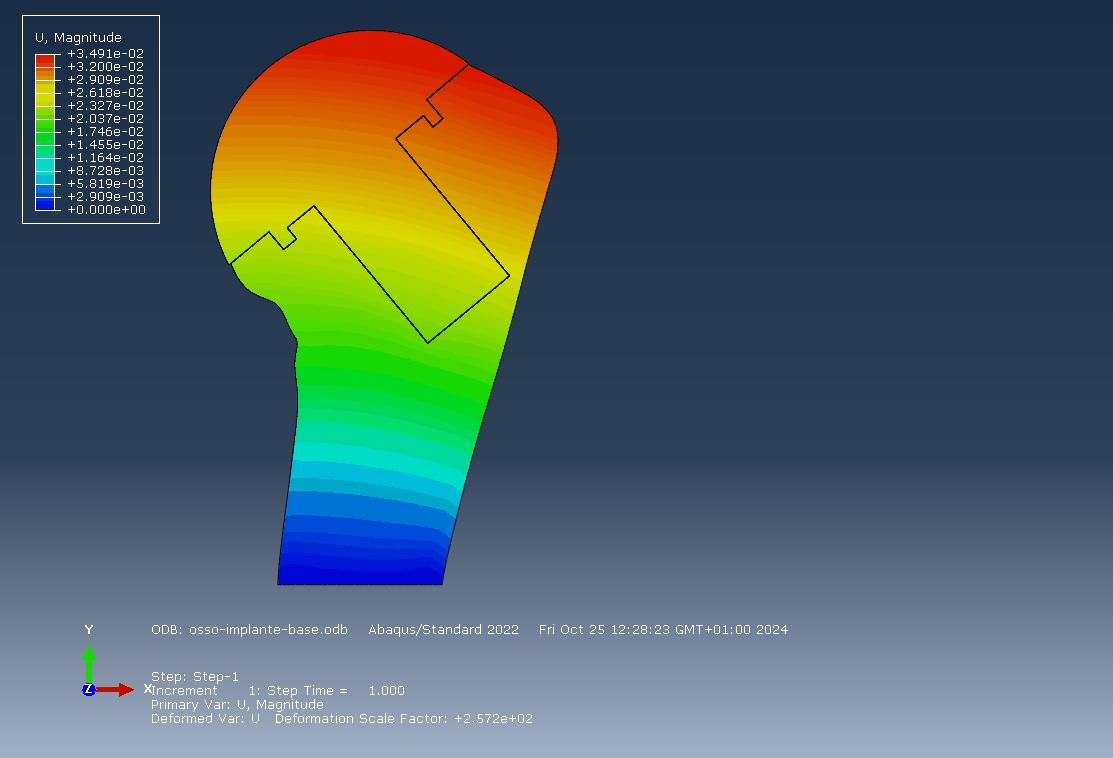 U, Magnitude
+3.491e-02
+3.200e-02
+2.909e-02
+2.618e-02
+2.327e-02
+2.037e-02
+1.746e-02
+1.455e-02
+1.164e-02
+8.728e-03
+5.819e-03
+2.909e-03
+0.000e+00
Y
Z
X
ODB: osso-implante-base.odb Abaqus/Standard 2022 Fri Oct 25 12:28:23 GMT+01:00 2024
Step: Step-1
Increment 1: Step Time = 1.000
Primary Var: U, Magnitude
Deformed Var: U Deformation Scale Factor: +2.572e+02